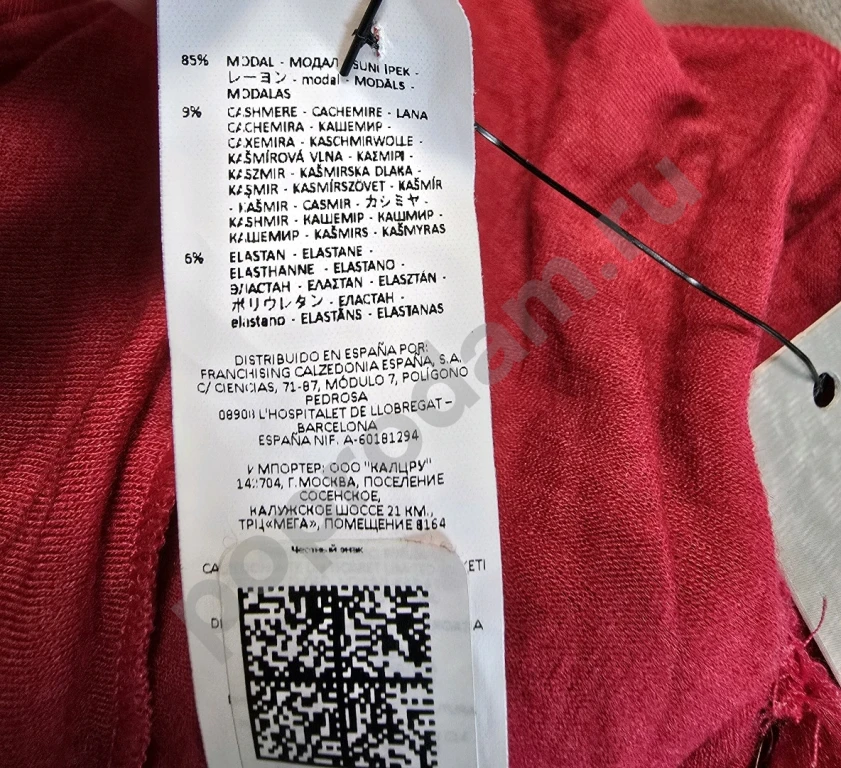 85% MODAL - МОДАЛ - SUNI İPEK -
レーヨン - modal - MODĀLS -
MODALAS
9% CASHMERE - CACHEMIRE - LANA
CACHEMIRA - КАШЕМИР -
CAXEMIRA - KASCHMIRWOLLE -
KAŠMÍROVÁ VLNA - ΚΑΣΜΙΡΙ -
KASZMIR - KAŠMIRSKA DLAKA -
KAŞMIR - KASMÍRSZÖVET - KAŠMÍR
- KAŠMIR - CASMIR - カシミヤ -
KASHMIR - КАШЕМІР - КАШМИР -
КАШЕМИР - KAŠMIRS - KAŠMYRAS
6% ELASTAN - ELASTANE -
ELASTHANNE - ELASTANO -
ЭЛАСТАН - ΕΛΑΣΤΑΝ - ELASZTÁN -
ポリウレタン - ЕЛАСТАН -
elastano - ELASTĀNS - ELASTANAS
DISTRIBUIDO EN ESPAÑA POR:
FRANCHISING CALZEDONIA ESPAÑA, S.A.
C/ CIENCIAS, 71-87, MÓDULO 7, POLÍGONO
PEDROSA
08908 L'HOSPITALET DE LLOBREGAT -
BARCELONA
ESPAÑA NIF. A-60181294
ИМПОРТЕР: ООО "КАЛЦРУ"
142704, Г.МОСКВА, ПОСЕЛЕНИЕ
СОСЕНСКОЕ,
КАЛУЖСКОЕ ШОССЕ 21 КМ.,
ТРЦ«МЕГА», ПОМЕЩЕНИЕ 8164
Честный знак
poprodam.ru